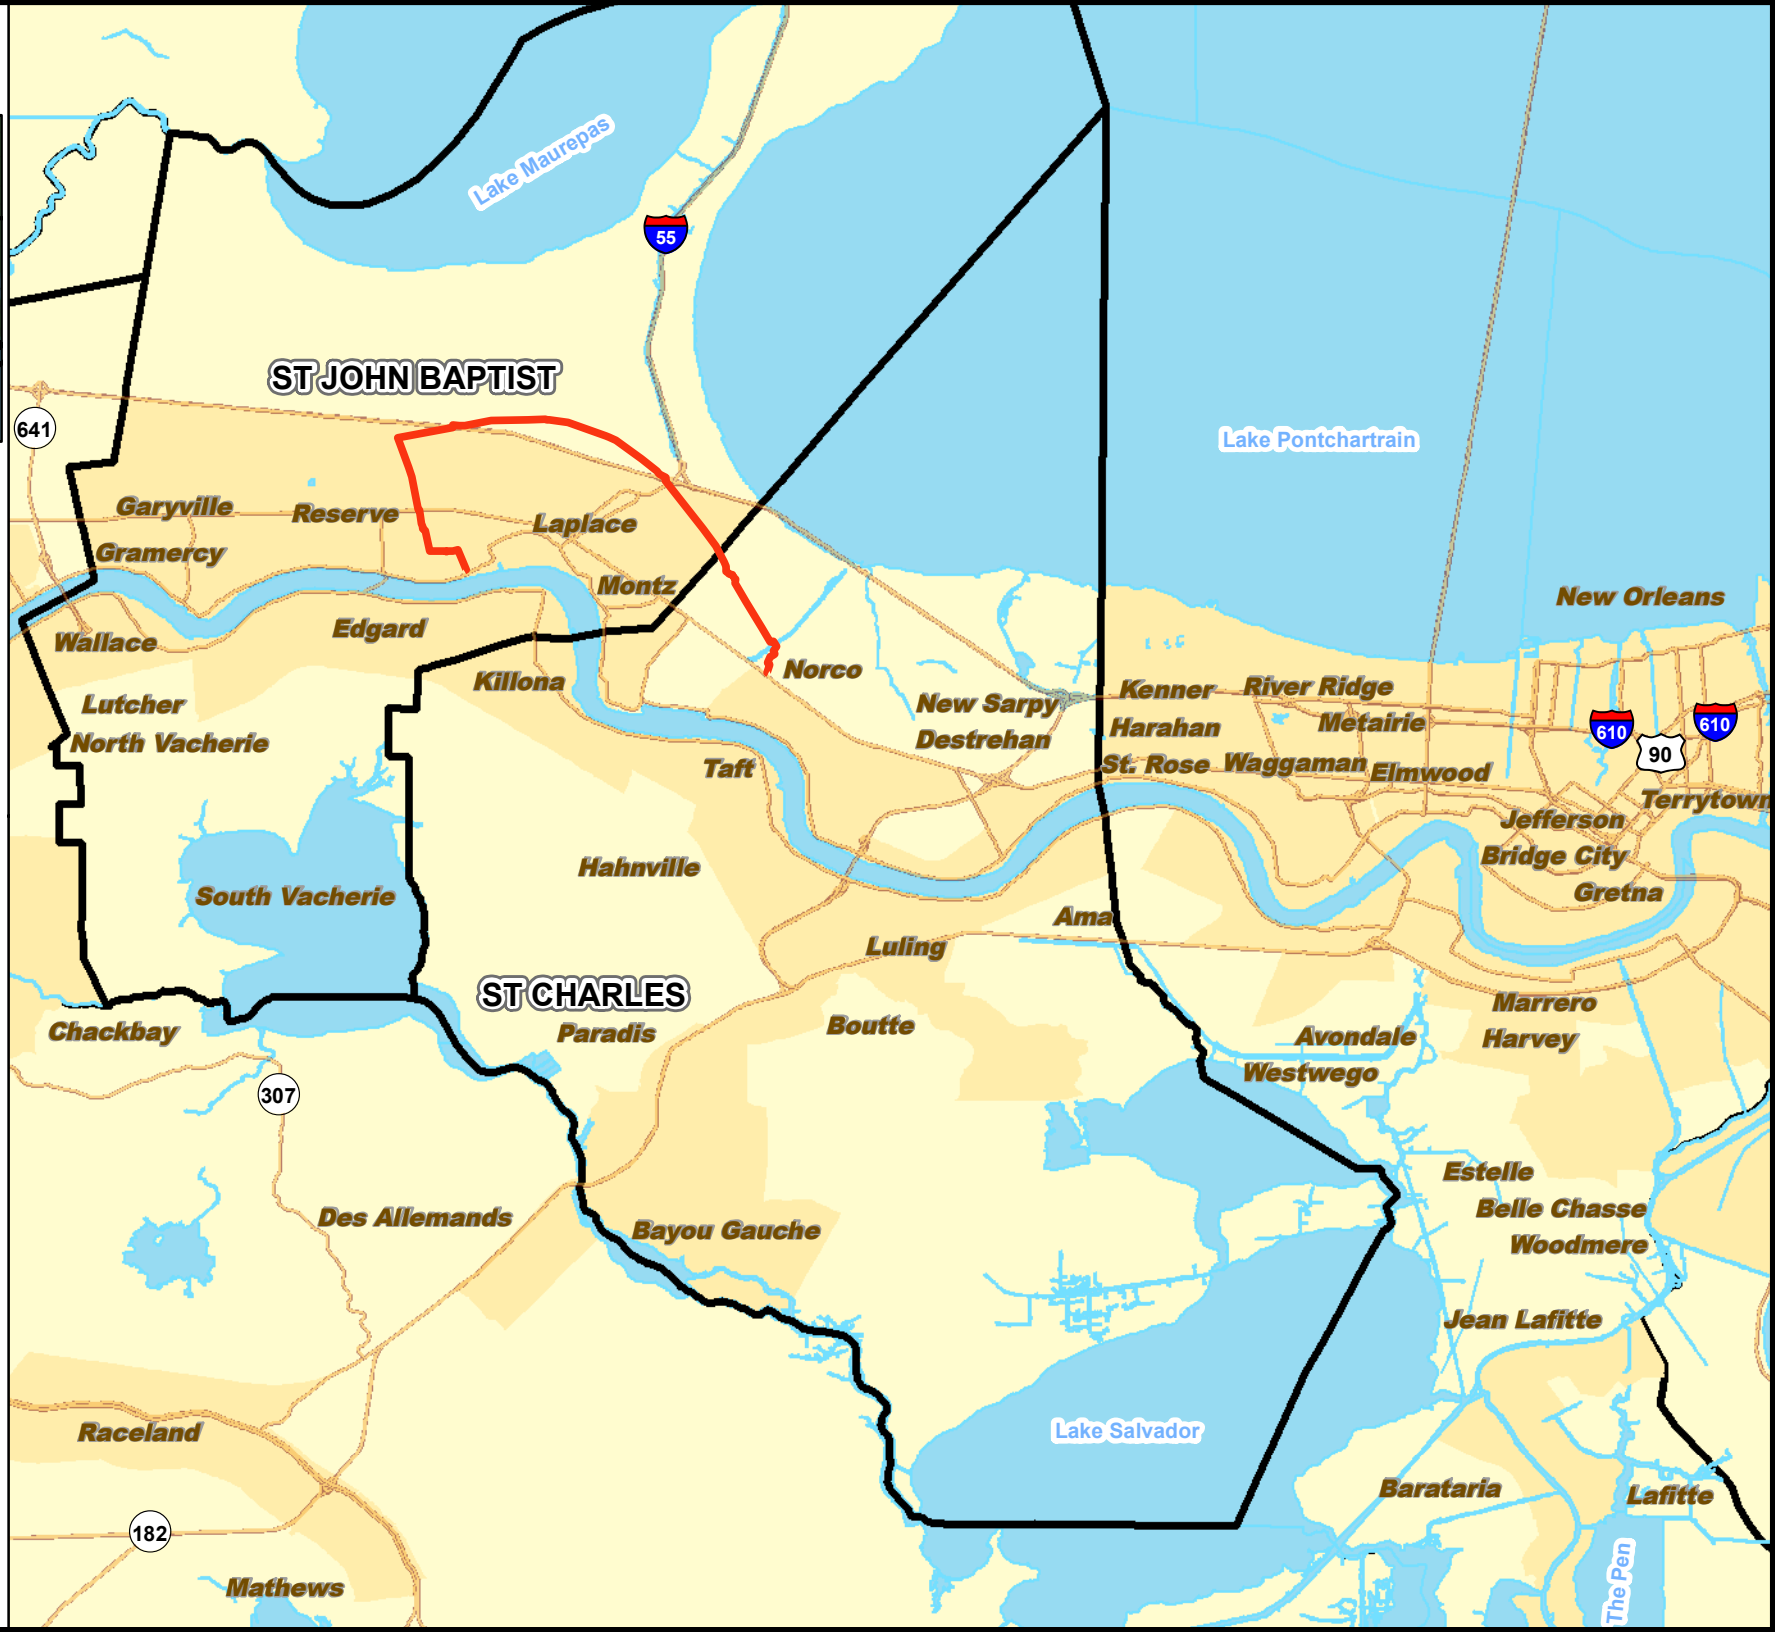 Lake Maurepas
55
ST JOHN BAPTIST
641
Lake Pontchartrain
Garyville
Reserve
Laplace
Gramercy
Montz
New Orleans
Edgard
Wallace
Norco
Killona
Kenner
River Ridge
Lutcher
New Sarpy
Harahan
Metairie
610
610
North Vacherie
Destrehan
90
Taft
St. Rose
Waggaman
Elmwood
Terrytown
Jefferson
Hahnville
Bridge City
South Vacherie
Gretna
Ama
Luling
ST CHARLES
Marrero
Chackbay
Paradis
Boutte
Avondale
Harvey
Westwego
307
Estelle
Des Allemands
Belle Chasse
Bayou Gauche
Woodmere
Jean Lafitte
Raceland
Lake Salvador
Barataria
Lafitte
182
The Pen
Mathews